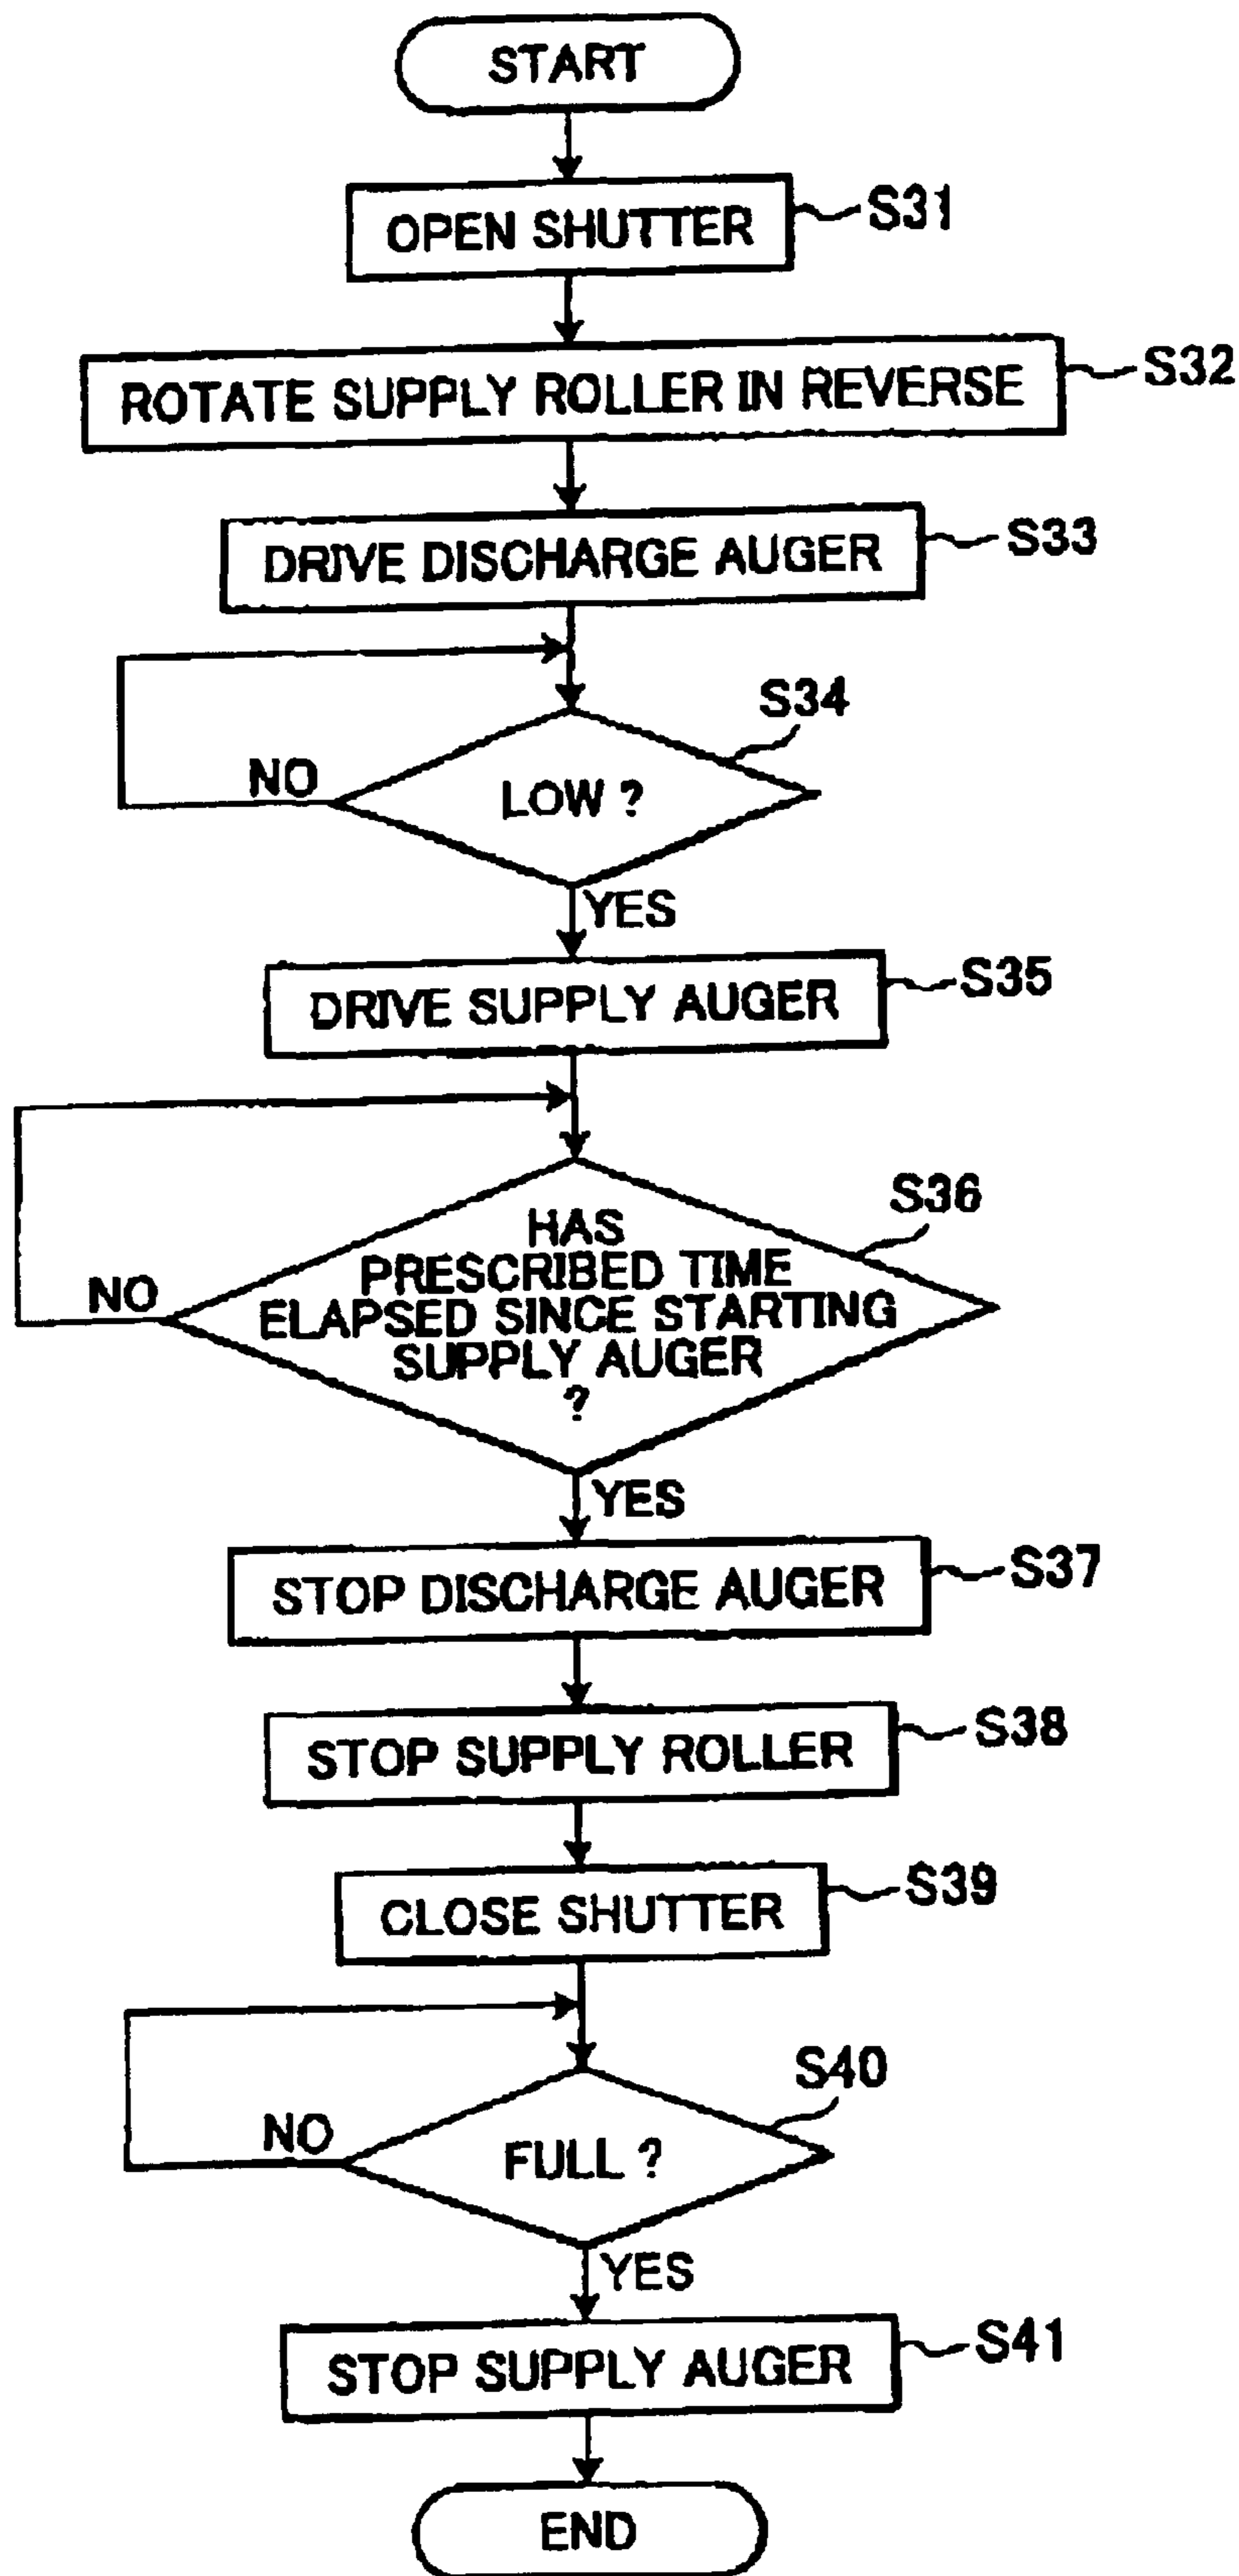 START
OPEN SHUTTER
S31
ROTATE SUPPLY ROLLER IN REVERSE
S32
DRIVE DISCHARGE AUGER
S33
S34
NO
LOW ?
YES
DRIVE SUPPLY AUGER
S35
S36
HAS
PRESCRIBED TIME
NO
ELAPSED SINCE STARTING
SUPPLY AUGER
?
YES
STOP DISCHARGE AUGER
S37
STOP SUPPLY ROLLER
S38
CLOSE SHUTTER
S39
S40
NO
FULL ?
YES
STOP SUPPLY AUGER
S41
END